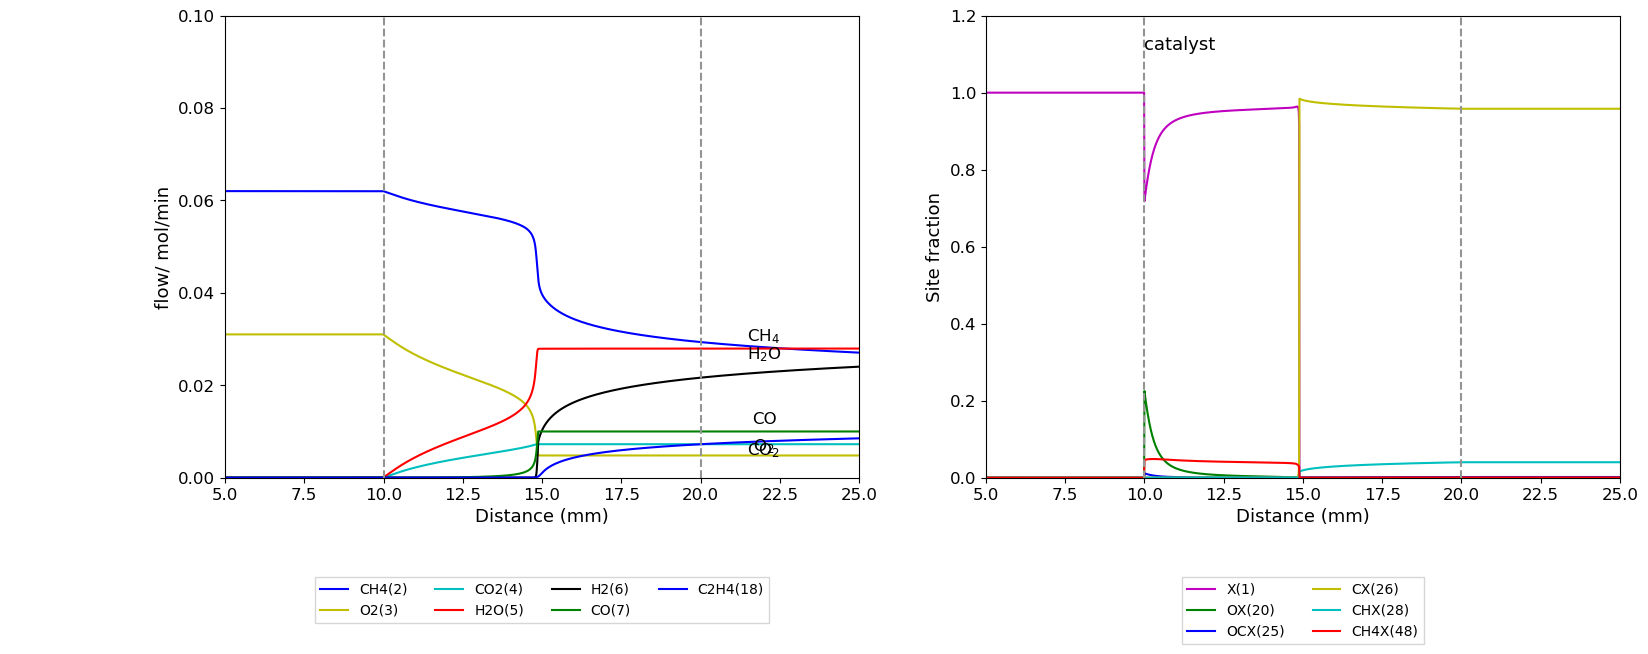 0.10
0.08
0.06
0.04
0.02
0.00
flow/ mol/min
CH₄
H₂O
CO
O₂
CO₂
5.0 7.5 10.0 12.5 15.0 17.5 20.0 22.5 25.0
Distance (mm)
CH4(2) CO2(4) H2(6) C2H4(18)
O2(3) H2O(5) CO(7)
1.2
1.0
0.8
0.6
0.4
0.2
0.0
Site fraction
catalyst
5.0 7.5 10.0 12.5 15.0 17.5 20.0 22.5 25.0
Distance (mm)
X(1) CX(26)
OX(20) CHX(28)
OCX(25) CH4X(48)